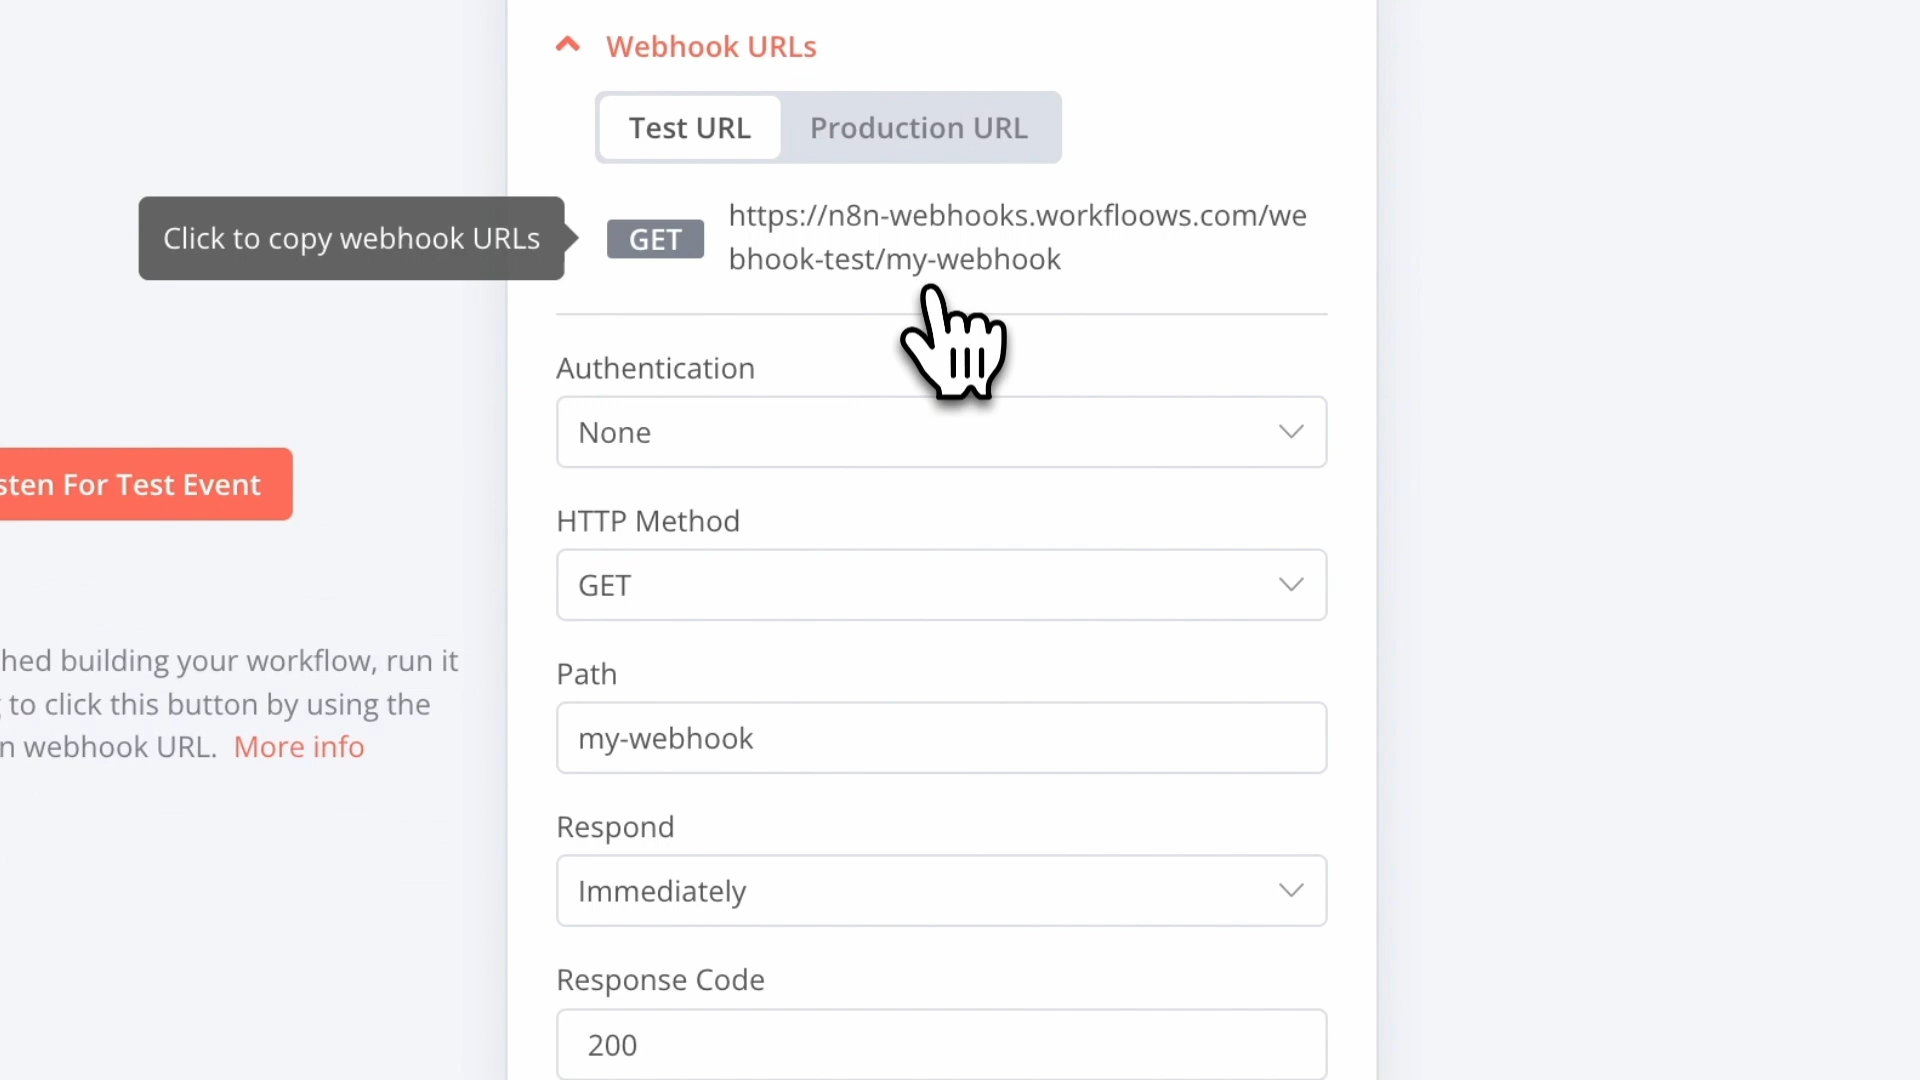 Webhook URLs
Test URL
Production URL
Click to copy webhook URLs
GET
https://n8n-webhooks.workfloows.com/we
bhook-test/my-webhook
Authentication
None
sten For Test Event
HTTP Method
GET
hed building your workflow, run it
to click this button by using the
n webhook URL. More info
Path
my-webhook
Respond
Immediately
Response Code
200